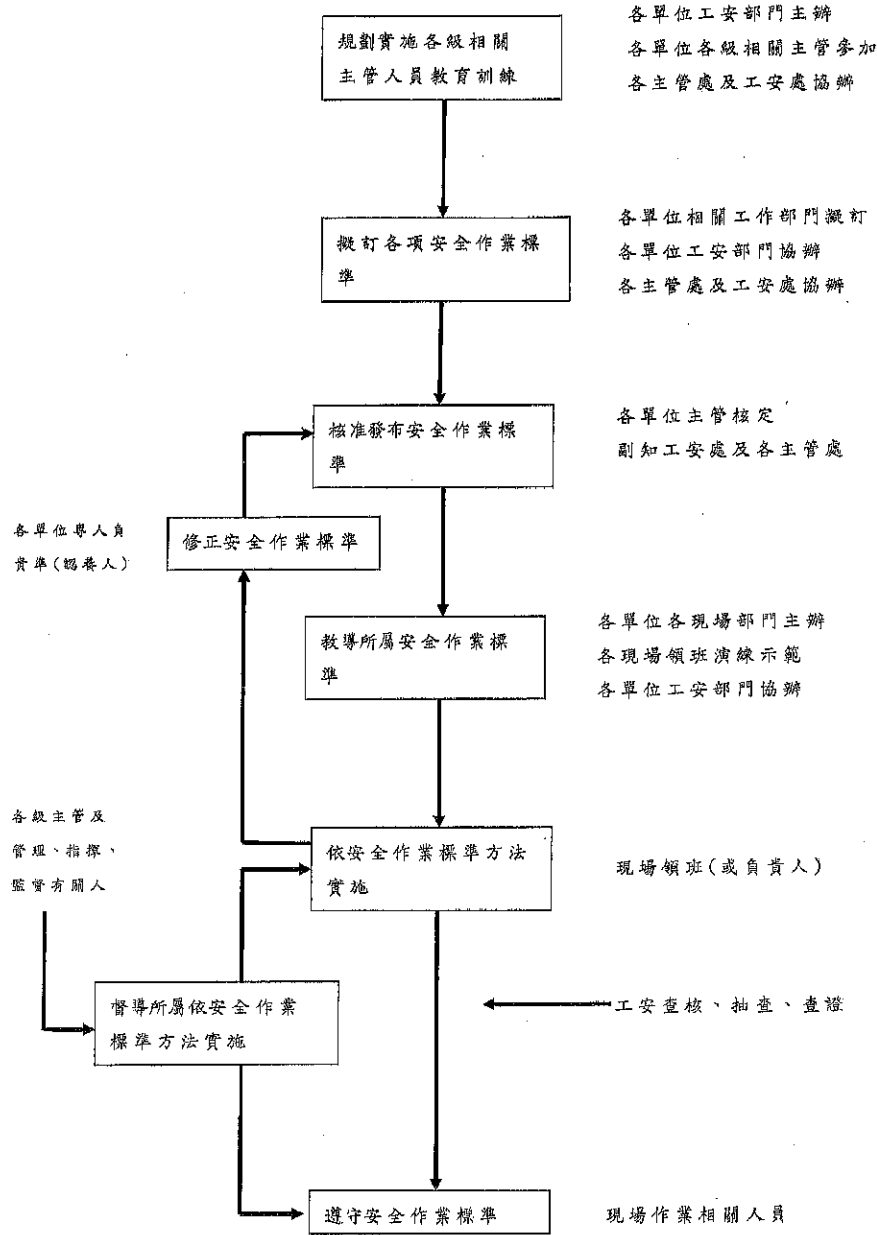 規劃實施各級相關
主管人員教育訓練
各單位工安部門主辦
各單位各級相關主管參加
各主管處及工安處協辦
擬訂各項安全作業標
準
各單位相關工作部門擬訂
各單位工安部門協辦
各主管處及工安處協辦
核准發布安全作業標
準
各單位主管核定
副知工安處及各主管處
各單位專人負
責準(認養人)
修正安全作業標準
教導所屬安全作業標
準
各單位各現場部門主辦
各現場領班演練示範
各單位工安部門協辦
各級主管及
管理、指揮、
監督有關人
依安全作業標準方法
實施
現場領班(或負責人)
督導所屬依安全作業
標準方法實施
工安查核、抽查、查證
遵守安全作業標準
現場作業相關人員